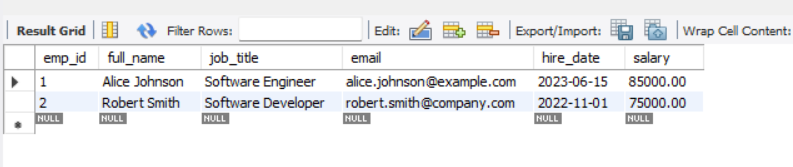 Result Grid Filter Rows: Edit: Export/Import: Wrap Cell Content:
emp_id full_name job_title email hire_date salary
1 Alice Johnson Software Engineer alice.johnson@example.com 2023-06-15 85000.00
2 Robert Smith Software Developer robert.smith@company.com 2022-11-01 75000.00
NULL NULL NULL NULL NULL NULL